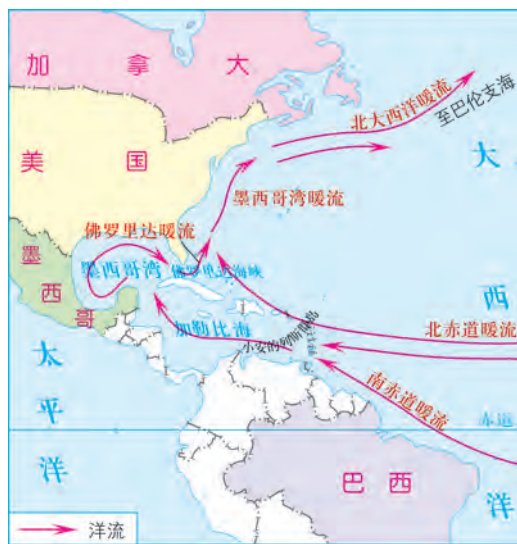 加拿大
北大西洋暖流
至巴伦支海
美国
大
墨西哥湾暖流
佛罗里达暖流
墨西哥
墨西哥湾
佛罗里达海峡
西
加勒比海
小安的列斯群岛
北赤道暖流
太平洋
南赤道暖流
赤道
巴西
洋
洋流